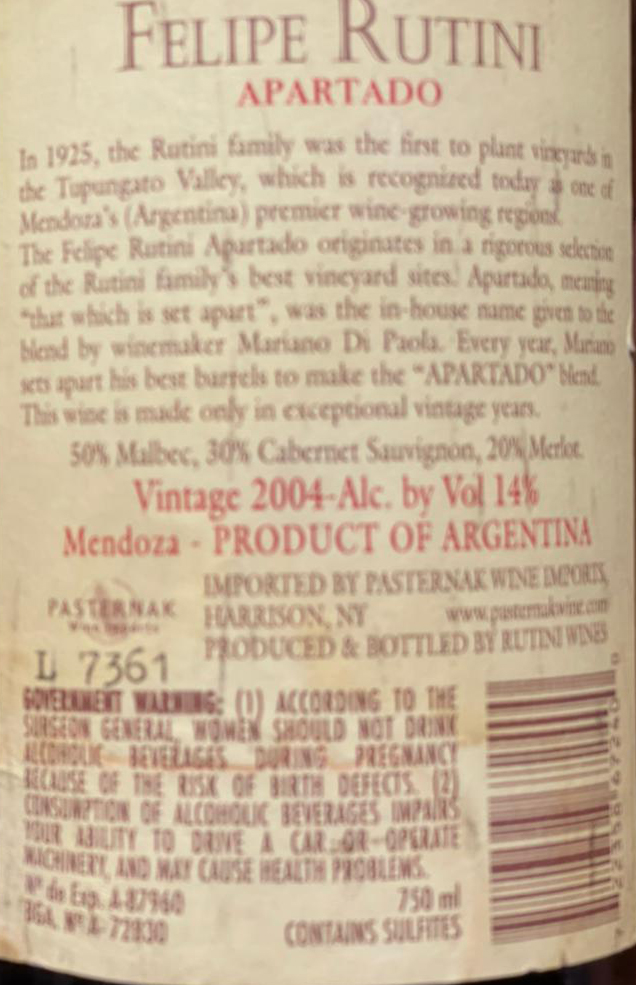 FELIPE RUTINI
APARTADO
In 1925, the Rutini family was the first to plant vineyards in
the Tupungato Valley, which is recognized today as one of
Mendoza's (Argentina) premier wine-growing regions.
The Felipe Rutini Apartado originates in a rigorous selection
of the Rutini family's best vineyard sites. Apartado, meaning
"that which is set apart", was the in-house name given to the
blend by winemaker Mariano Di Paola. Every year, Mariano
sets apart his best barrels to make the "APARTADO" blend.
This wine is made only in exceptional vintage years.
50% Malbec, 30% Cabernet Sauvignon, 20% Merlot.
Vintage 2004-Alc. by Vol 14%
Mendoza - PRODUCT OF ARGENTINA
IMPORTED BY PASTERNAK WINE IMPORTS,
HARRISON, NY www.pasternakwine.com
PRODUCED & BOTTLED BY RUTINI WINES
PASTERNAK
Wine Imports
L 7361
GOVERNMENT WARNING: (1) ACCORDING TO THE
SURGEON GENERAL, WOMEN SHOULD NOT DRINK
ALCOHOLIC BEVERAGES DURING PREGNANCY
BECAUSE OF THE RISK OF BIRTH DEFECTS. (2)
CONSUMPTION OF ALCOHOLIC BEVERAGES IMPAIRS
YOUR ABILITY TO DRIVE A CAR OR OPERATE
MACHINERY, AND MAY CAUSE HEALTH PROBLEMS.
Nº de Exp. A-87960 750 ml
Nº A-72930 CONTAINS SULFITES